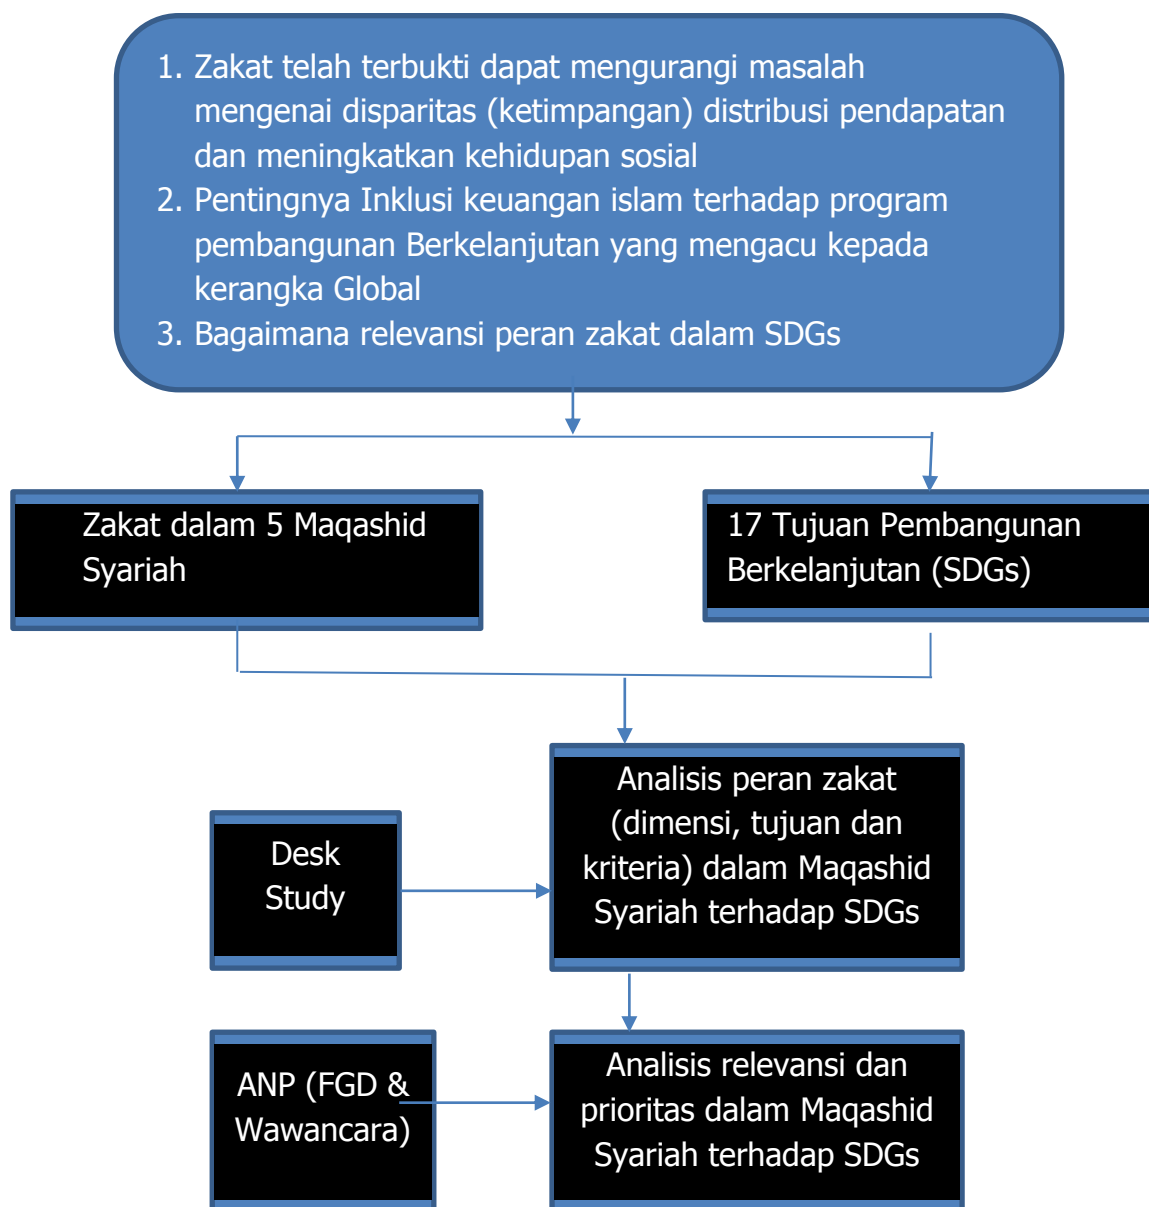 1. Zakat telah terbukti dapat mengurangi masalah
mengenai disparitas (ketimpangan) distribusi pendapatan
dan meningkatkan kehidupan sosial
2. Pentingnya Inklusi keuangan islam terhadap program
pembangunan Berkelanjutan yang mengacu kepada
kerangka Global
3. Bagaimana relevansi peran zakat dalam SDGs
Zakat dalam 5 Maqashid
Syariah
17 Tujuan Pembangunan
Berkelanjutan (SDGs)
Analisis peran zakat
(dimensi, tujuan dan
kriteria) dalam Maqashid
Syariah terhadap SDGs
Desk
Study
ANP (FGD &
Wawancara)
Analisis relevansi dan
prioritas dalam Maqashid
Syariah terhadap SDGs